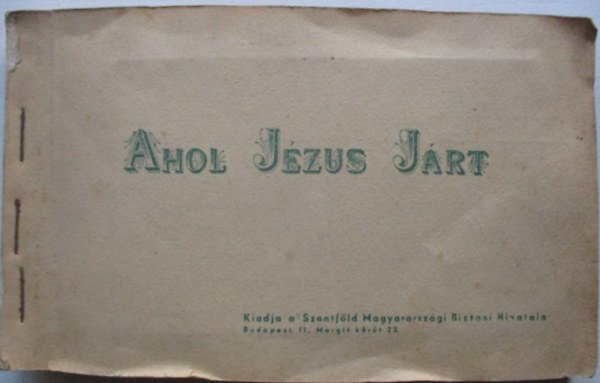 AHOL JÉZUS JÁRT
Kiadja a Szentföld Magyarországi Biztosi Hivatala
Budapest, II, Margit körút 23.